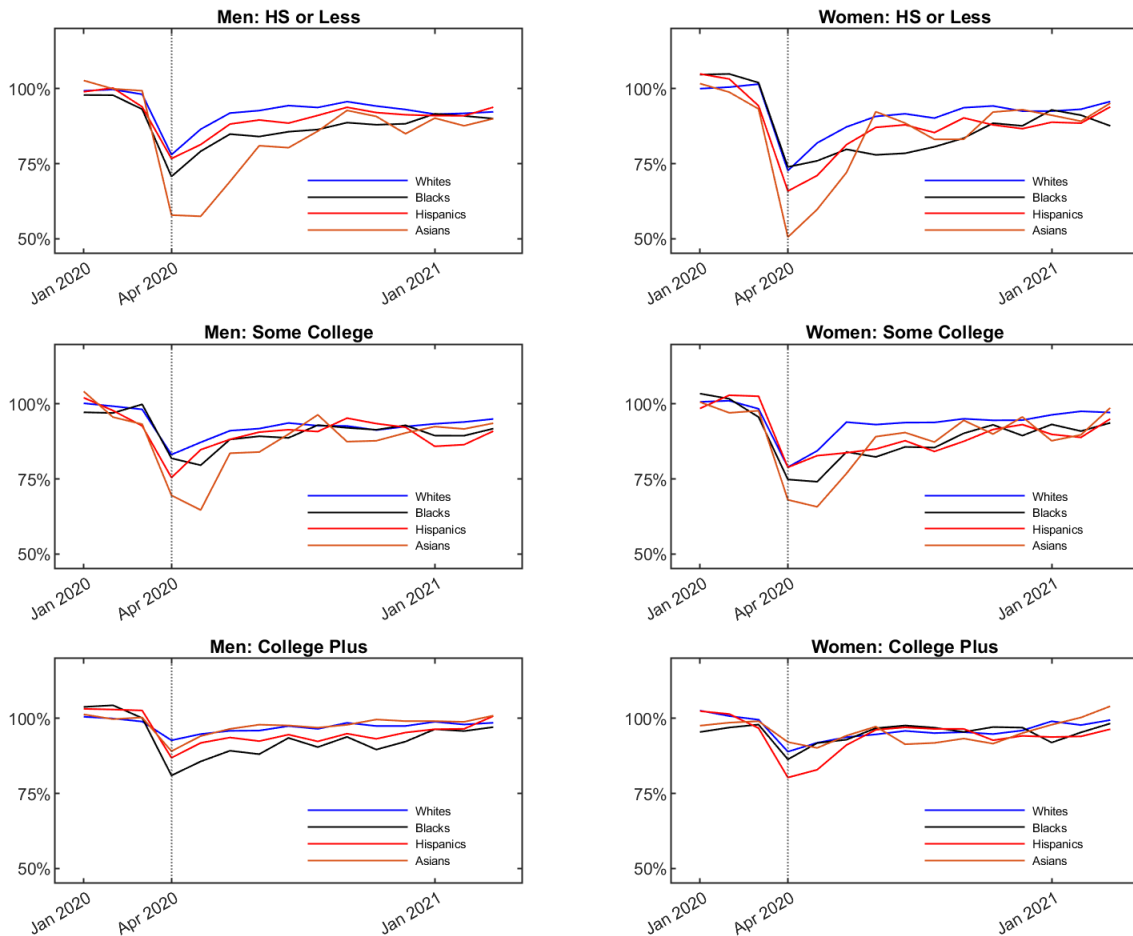 Men: HS or Less
100%
75%
50%
Whites
Blacks
Hispanics
Asians
Jan 2020
Apr 2020
Jan 2021
Women: HS or Less
100%
75%
50%
Whites
Blacks
Hispanics
Asians
Jan 2020
Apr 2020
Jan 2021
Men: Some College
100%
75%
50%
Whites
Blacks
Hispanics
Asians
Jan 2020
Apr 2020
Jan 2021
Women: Some College
100%
75%
50%
Whites
Blacks
Hispanics
Asians
Jan 2020
Apr 2020
Jan 2021
Men: College Plus
100%
75%
50%
Whites
Blacks
Hispanics
Asians
Jan 2020
Apr 2020
Jan 2021
Women: College Plus
100%
75%
50%
Whites
Blacks
Hispanics
Asians
Jan 2020
Apr 2020
Jan 2021